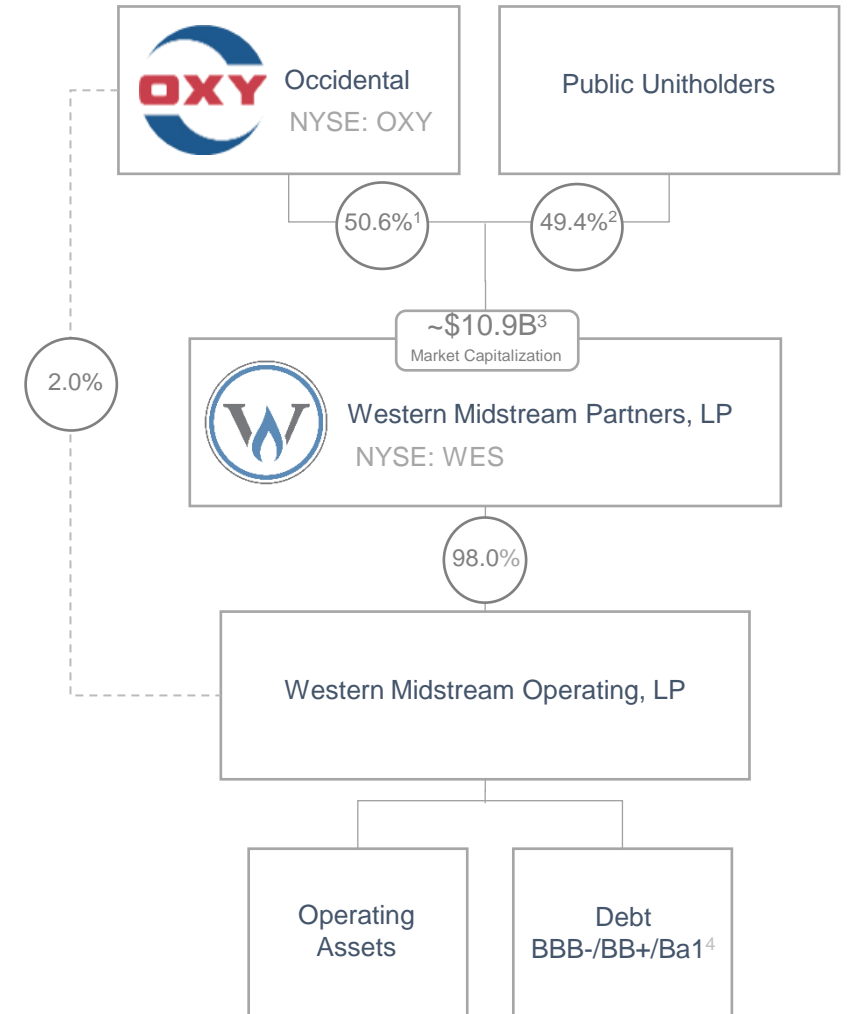 OXY
Occidental
NYSE: OXY
Public Unitholders
50.6%¹
49.4%²
~$10.9B³
Market Capitalization
2.0%
W
Western Midstream Partners, LP
NYSE: WES
98.0%
Western Midstream Operating, LP
Operating
Assets
Debt
BBB-/BB+/Ba1⁴